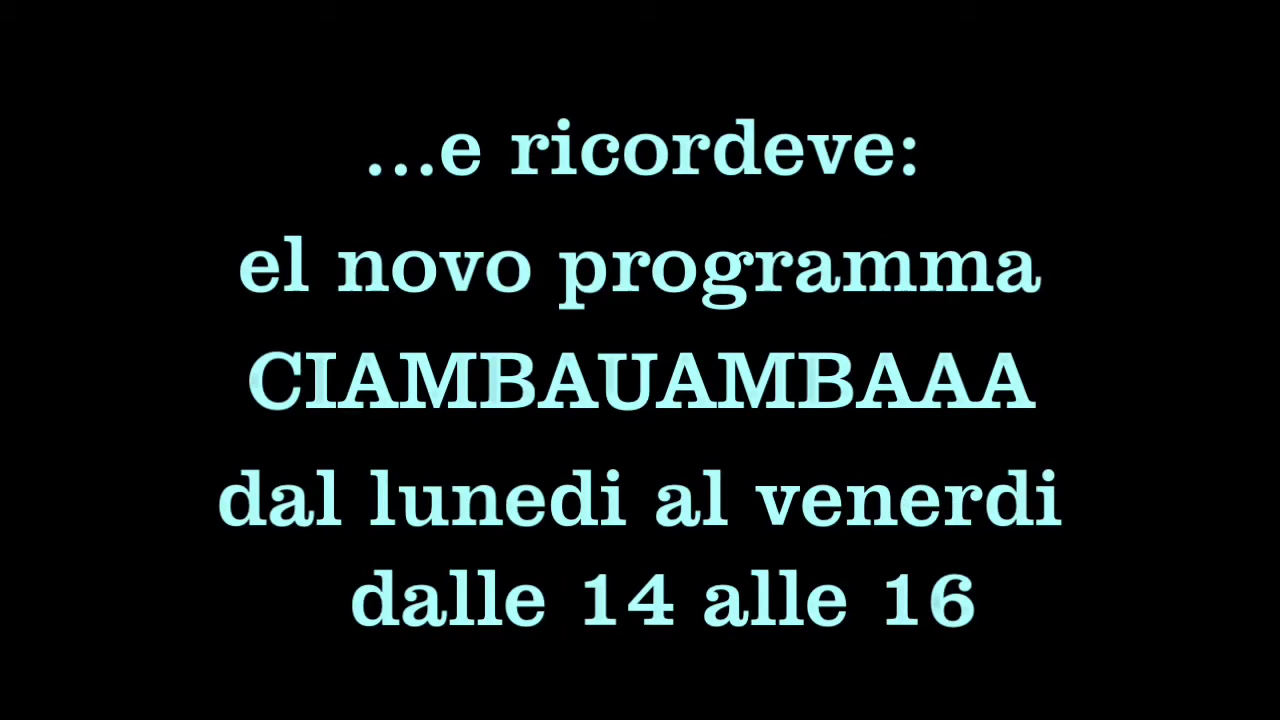 ...e ricordeve:
el novo programma
CIAMBAUAMBAAA
dal lunedi al venerdi
dalle 14 alle 16